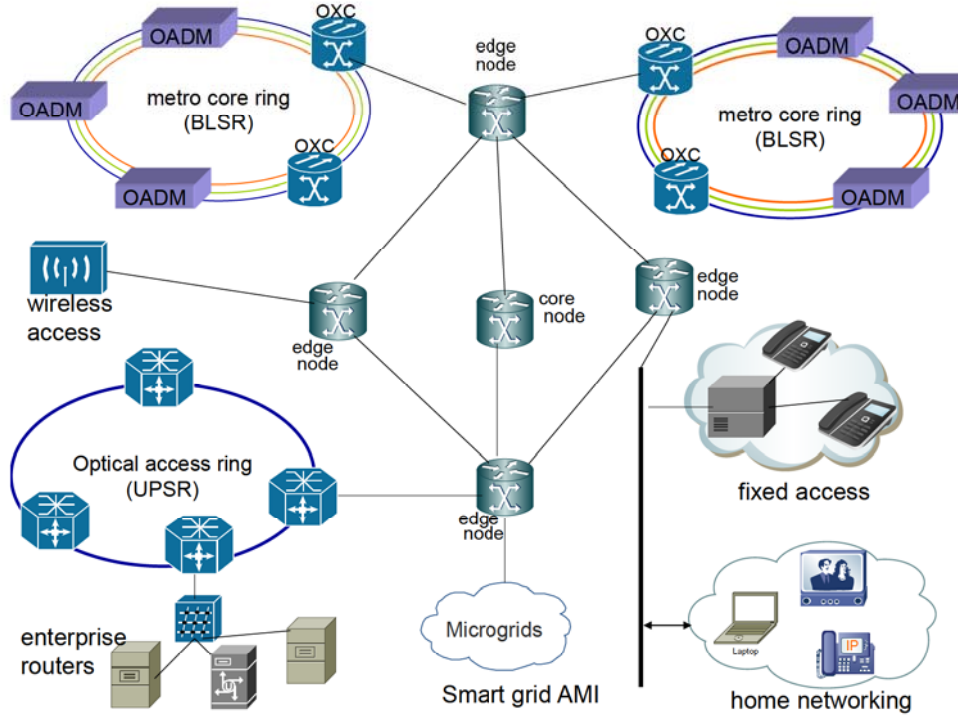 OXC
OADM
OADM
metro core ring
(BLSR)
OXC
OADM
edge
node
OXC
OADM
OADM
metro core ring
(BLSR)
OXC
OADM
wireless
access
edge
node
core
node
edge
node
Optical access ring
(UPSR)
edge
node
fixed access
enterprise
routers
Microgrids
Smart grid AMI
Laptop
IP
home networking